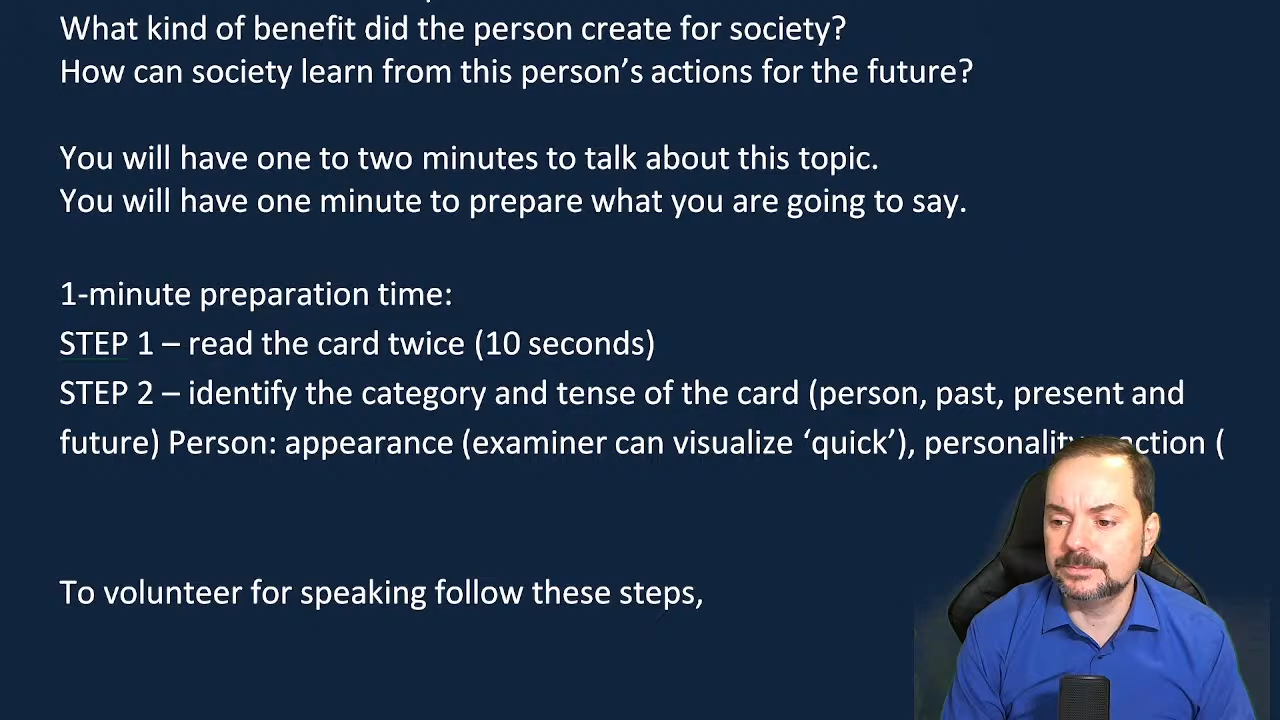 What kind of benefit did the person create for society?
How can society learn from this person's actions for the future?
You will have one to two minutes to talk about this topic.
You will have one minute to prepare what you are going to say.
1-minute preparation time:
STEP 1 – read the card twice (10 seconds)
STEP 2 – identify the category and tense of the card (person, past, present and
future) Person: appearance (examiner can visualize ‘quick’), (
To volunteer for speaking follow these steps,